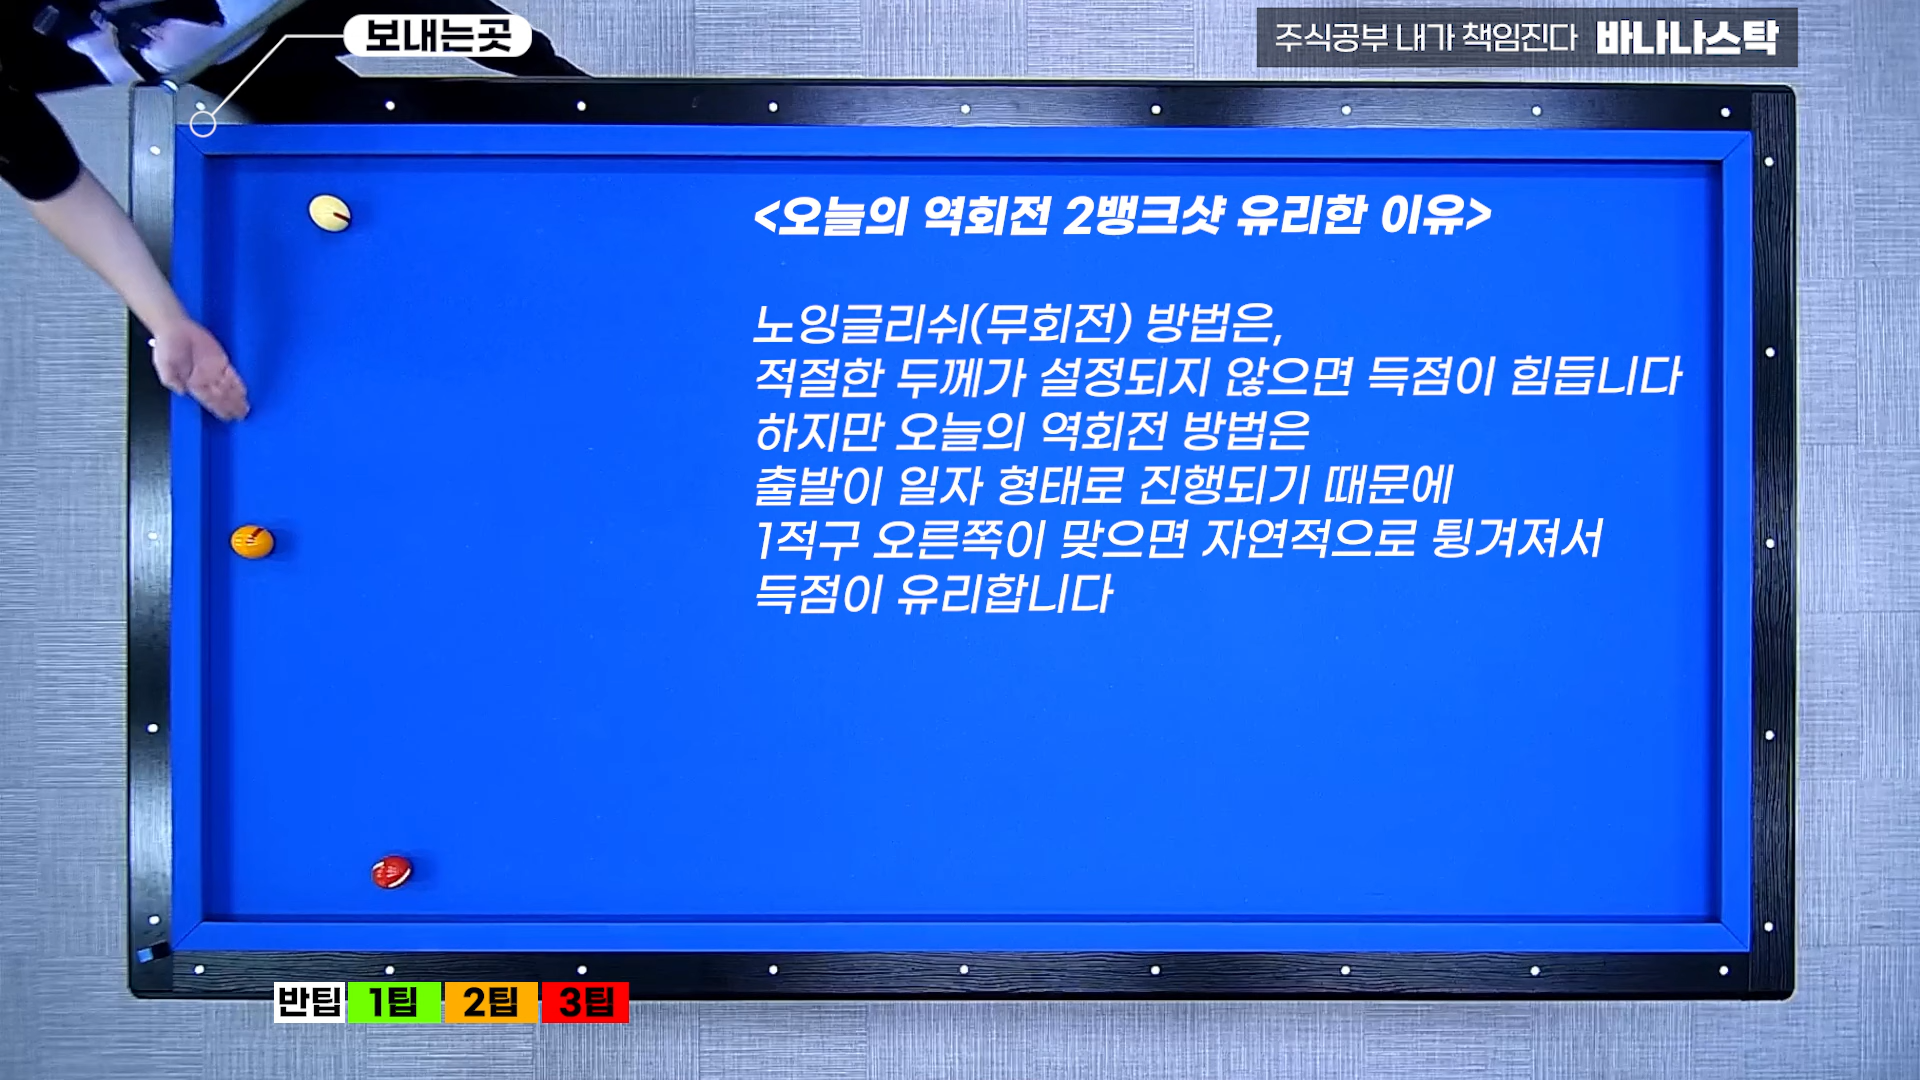 보내는곳
주식공부 내가 책임진다 바나나스탁
<오늘의 역회전 2뱅크샷 유리한 이유>
노잉글리쉬(무회전) 방법은,
적절한 두께가 설정되지 않으면 득점이 힘듭니다
하지만 오늘의 역회전 방법은
출발이 일자 형태로 진행되기 때문에
1적구 오른쪽이 맞으면 자연적으로 튕겨져서
득점이 유리합니다
반팁 1팁 2팁 3팁